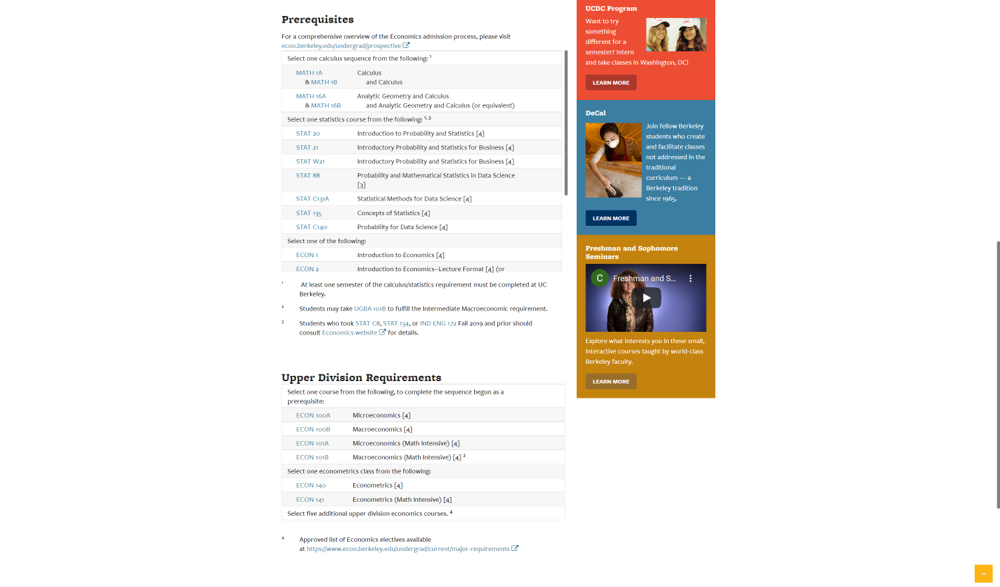 Prerequisites
For a comprehensive overview of the Economics admission process, please visit
econ.berkeley.edu/undergrad/prospective
Select one calculus sequence from the following: 1
MATH 1A Calculus
& MATH 1B and Calculus
MATH 16A Analytic Geometry and Calculus
& MATH 16B and Analytic Geometry and Calculus (or equivalent)
Select one statistics course from the following: 1, 3
STAT 20 Introduction to Probability and Statistics [4]
STAT 21 Introductory Probability and Statistics for Business [4]
STAT W21 Introductory Probability and Statistics for Business [4]
STAT 88 Probability and Mathematical Statistics in Data Science
[3]
STAT C131A Statistical Methods for Data Science [4]
STAT 135 Concepts of Statistics [4]
STAT C140 Probability for Data Science [4]
Select one of the following:
ECON 1 Introduction to Economics [4]
ECON 2 Introduction to Economics--Lecture Format [4] (or
1 At least one semester of the calculus/statistics requirement must be completed at UC
Berkeley.
2 Students may take UGBA 101B to fulfill the Intermediate Macroeconomic requirement.
3 Students who took STAT C8, STAT 134, or IND ENG 172 Fall 2019 and prior should
consult Economics website for details.
Upper Division Requirements
Select one course from the following, to complete the sequence begun as a
prerequisite:
ECON 100A Microeconomics [4]
ECON 100B Macroeconomics [4]
ECON 101A Microeconomics (Math Intensive) [4]
ECON 101B Macroeconomics (Math Intensive) [4] 2
Select one econometrics class from the following:
ECON 140 Econometrics [4]
ECON 141 Econometrics (Math Intensive) [4]
Select five additional upper division economics courses. 4
4 Approved list of Economics electives available
at https://www.econ.berkeley.edu/undergrad/current/major-requirements
UCDC Program
Want to try
something
different for a
semester? Intern
and take classes in Washington, DC!
LEARN MORE
DeCal
Join fellow Berkeley
students who create
and facilitate classes
not addressed in the
traditional
curriculum — a
Berkeley tradition
since 1965.
LEARN MORE
Freshman and Sophomore
Seminars
C Freshman and S...
Explore what interests you in these small,
interactive courses taught by world-class
Berkeley faculty.
LEARN MORE